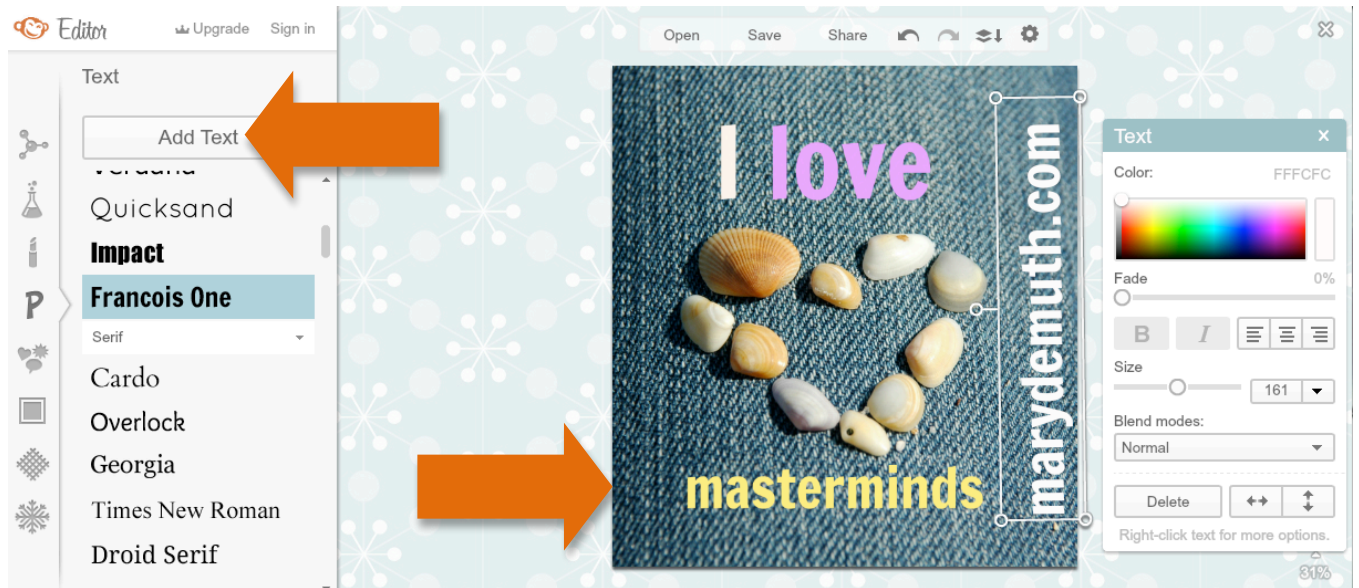 Editor
Upgrade
Sign in
Text
Add Text
Verdana
Quicksand
Impact
Francois One
Serif
Cardo
Overlock
Georgia
Times New Roman
Droid Serif
Open
Save
Share
I love
masterminds
marydemuth.com
Text
Color:
FFFCFC
Fade
0%
B
I
Size
161
Blend modes:
Normal
Delete
Right-click text for more options.
31%